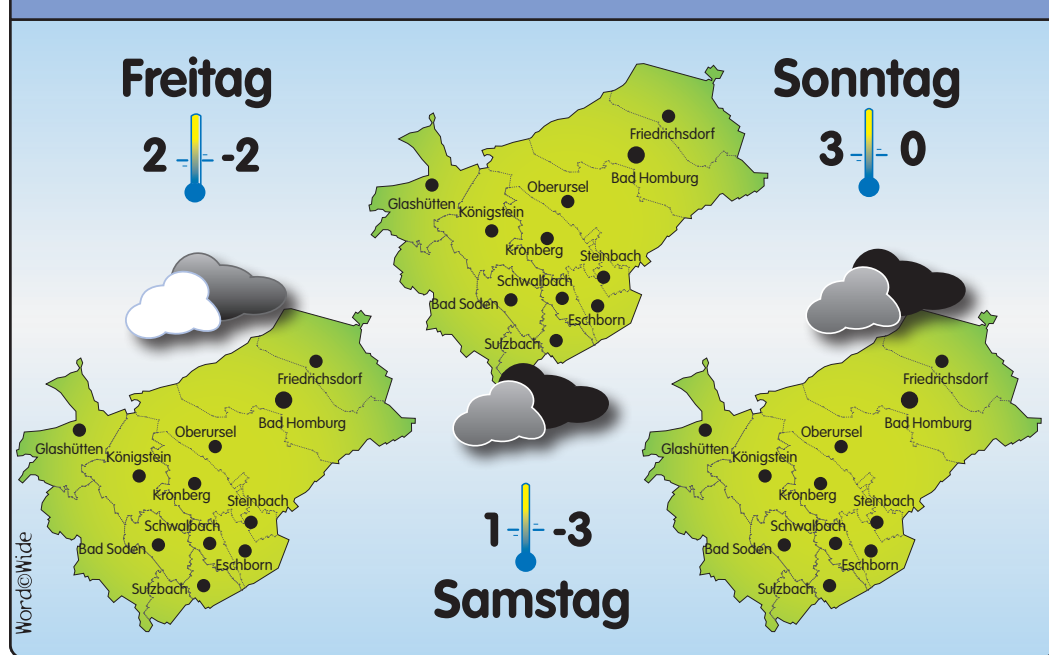 Freitag
2 -2
Friedrichsdorf
Bad Homburg
Oberursel
Glashütten
Königstein
Kronberg
Steinbach
Schwalbach
Bad Soden
Eschborn
Sulzbach
Friedrichsdorf
Bad Homburg
Oberursel
Glashütten
Königstein
Kronberg
Steinbach
Schwalbach
Bad Soden
Eschborn
Sulzbach
1 -3
Samstag
Sonntag
3 0
Friedrichsdorf
Bad Homburg
Oberursel
Glashütten
Königstein
Kronberg
Steinbach
Schwalbach
Bad Soden
Eschborn
Sulzbach
Word©Wide